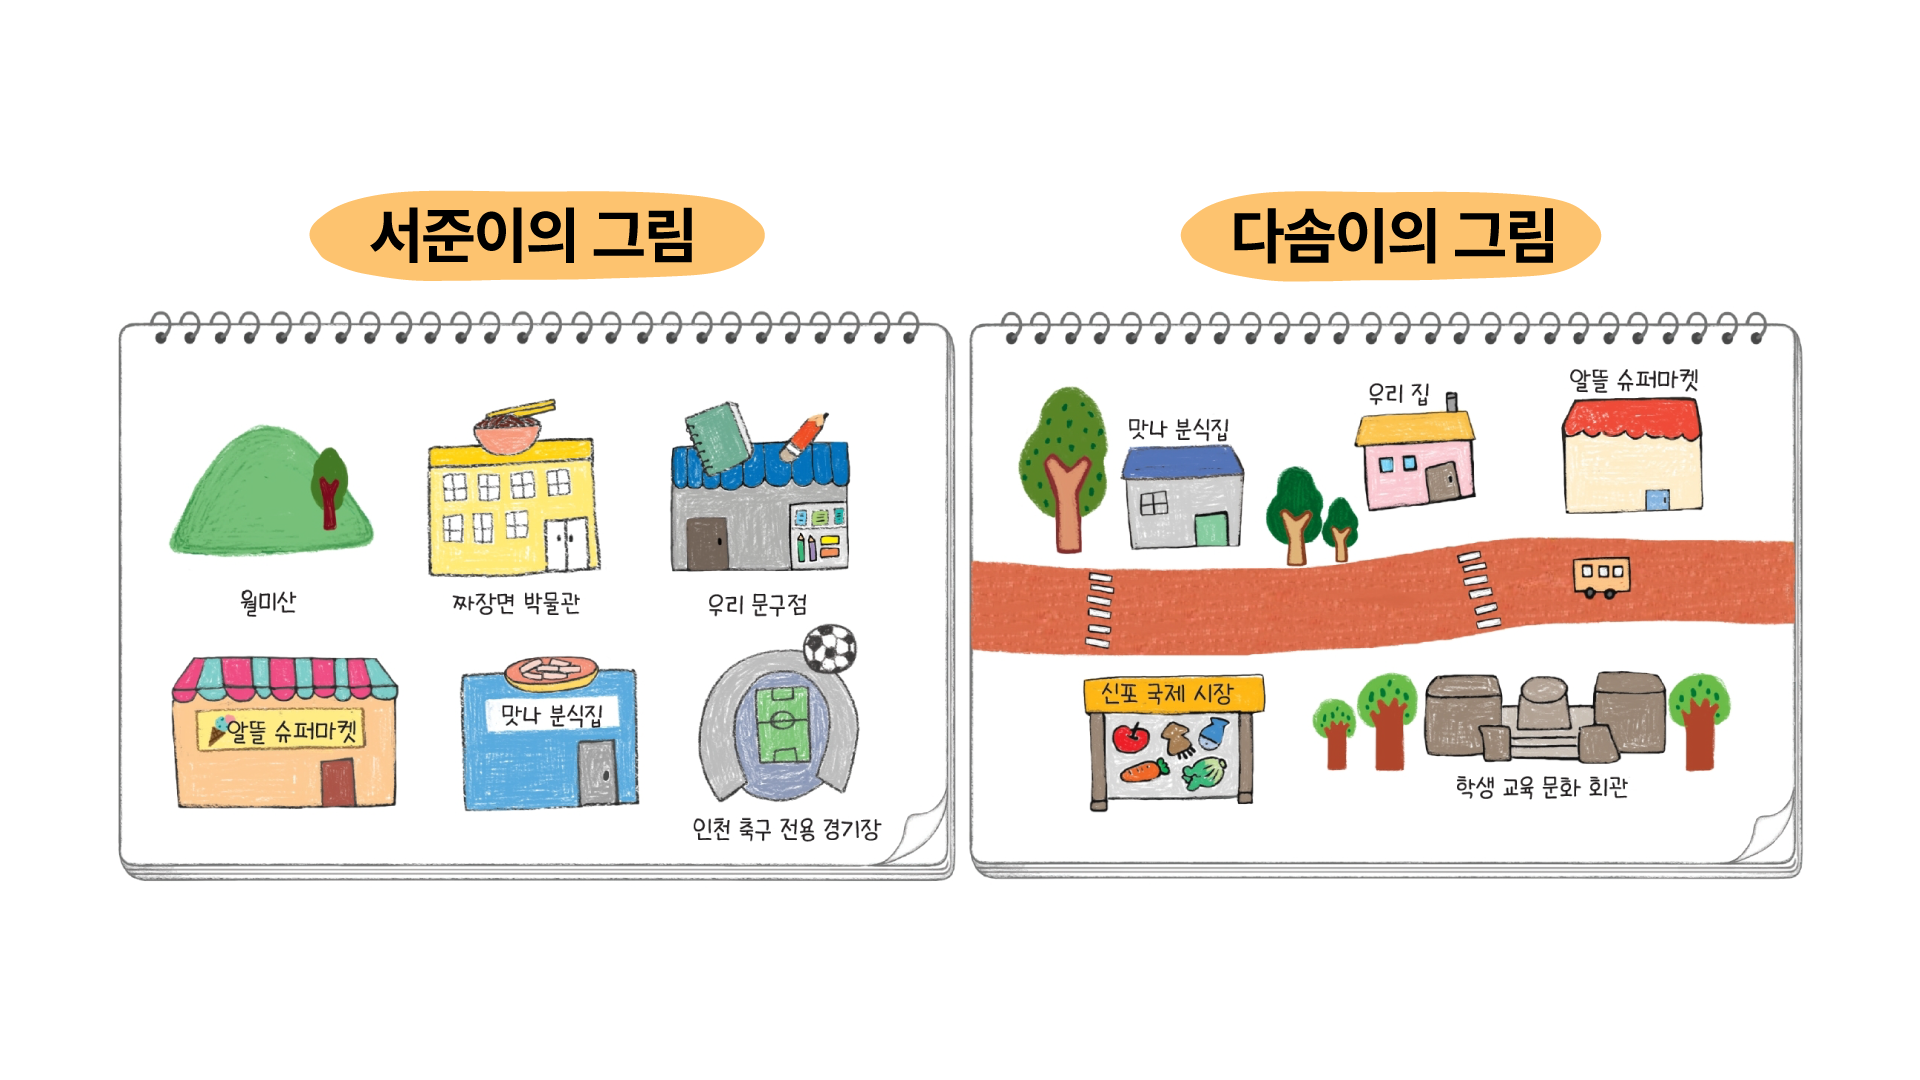 서준이의 그림
월미산
짜장면 박물관
우리 문구점
알뜰 슈퍼마켓
맛나 분식집
인천 축구 전용 경기장
다솜이의 그림
맛나 분식집
우리 집
알뜰 슈퍼마켓
신포 국제 시장
학생 교육 문화 회관